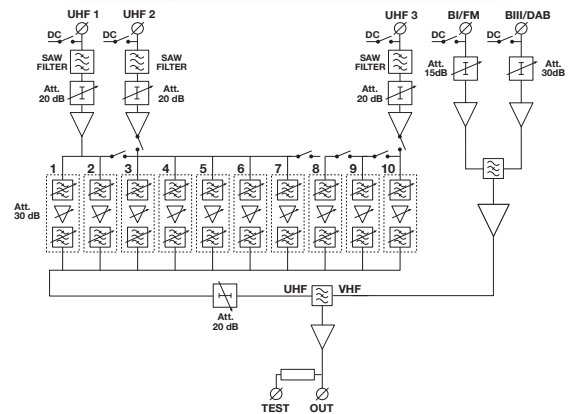 UHF 1 UHF 2 UHF 3 BI/FM BIII/DAB
DC DC DC DC DC
SAW
FILTER
SAW
FILTER
SAW
FILTER
Att.
20 dB
Att.
20 dB
Att.
20 dB
Att.
15dB
Att.
30dB
1 2 3 4 5 6 7 8 9 10
Att.
30 dB
UHF VHF
Att.
20 dB
TEST OUT